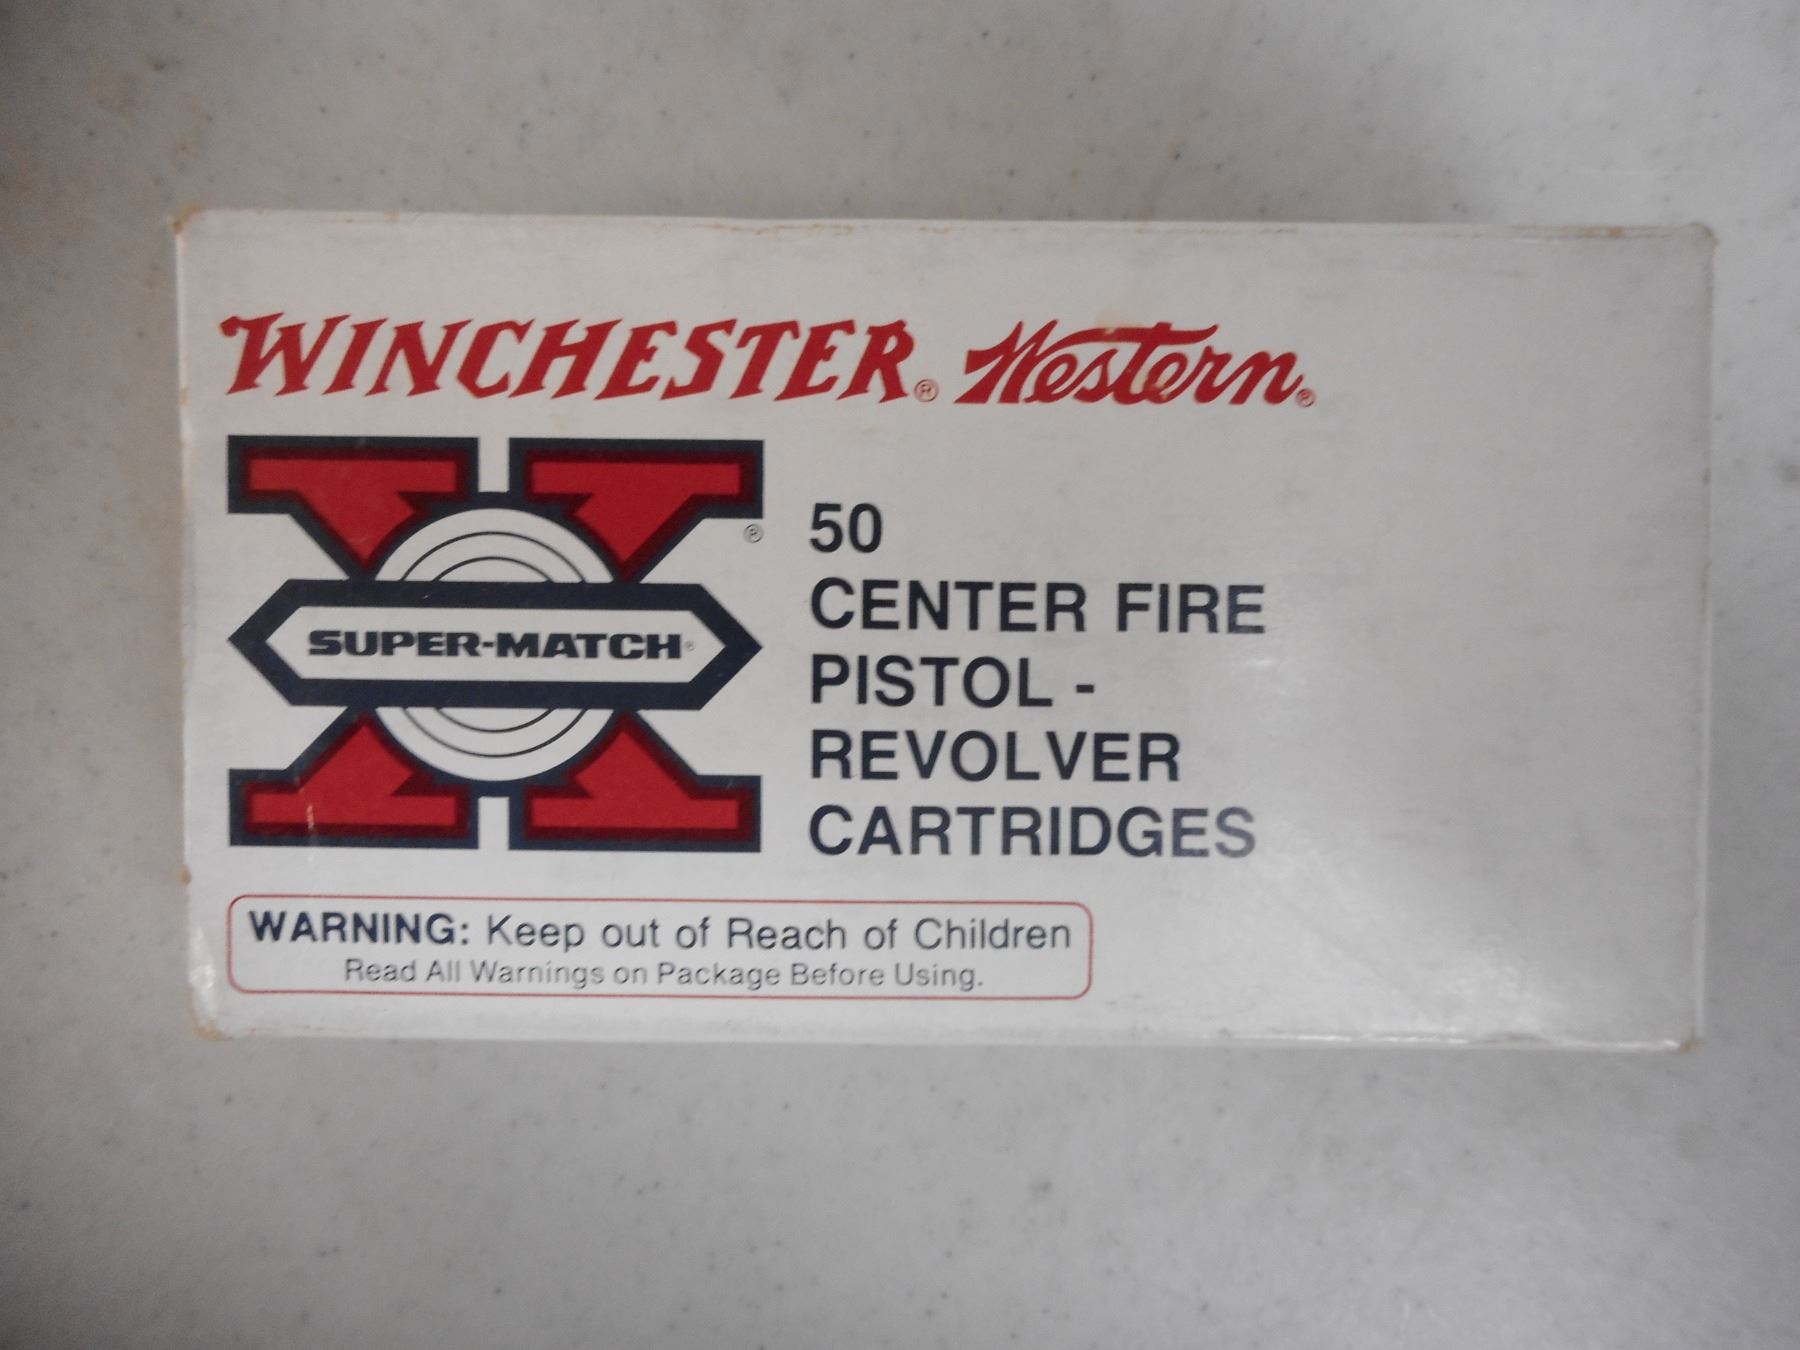 WINCHESTER® Western®
®
SUPER-MATCH®
50
CENTER FIRE
PISTOL -
REVOLVER
CARTRIDGES
WARNING: Keep out of Reach of Children
Read All Warnings on Package Before Using.